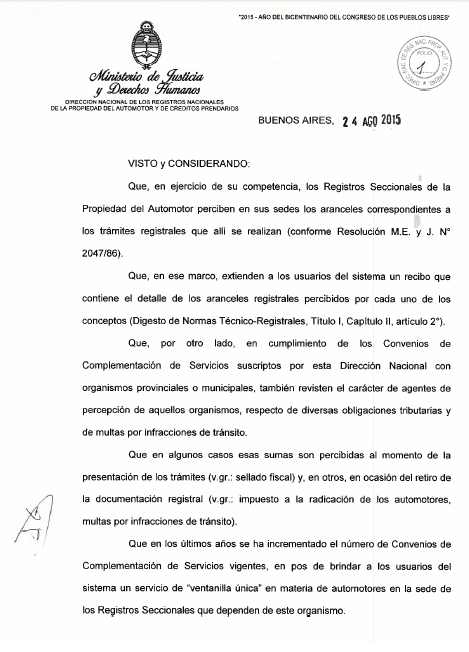 "2015 - AÑO DEL BICENTENARIO DEL CONGRESO DE LOS PUEBLOS LIBRES"
Ministerio de Justicia
y Derechos Humanos
DIRECCION NACIONAL DE LOS REGISTROS NACIONALES
DE LA PROPIEDAD DEL AUTOMOTOR Y DE CREDITOS PRENDARIOS
FOLIO
1
BUENOS AIRES, 24 AGO 2015
VISTO y CONSIDERANDO:
Que, en ejercicio de su competencia, los Registros Seccionales de la
Propiedad del Automotor perciben en sus sedes los aranceles correspondientes a
los trámites registrales que allí se realizan (conforme Resolución M.E. y J. N°
2047/86).
Que, en ese marco, extienden a los usuarios del sistema un recibo que
contiene el detalle de los aranceles registrales percibidos por cada uno de los
conceptos (Digesto de Normas Técnico-Registrales, Título I, Capítulo II, artículo 2°).
Que, por otro lado, en cumplimiento de los Convenios de
Complementación de Servicios suscriptos por esta Dirección Nacional con
organismos provinciales o municipales, también revisten el carácter de agentes de
percepción de aquellos organismos, respecto de diversas obligaciones tributarias y
de multas por infracciones de tránsito.
Que en algunos casos esas sumas son percibidas al momento de la
presentación de los trámites (v.gr.: sellado fiscal) y, en otros, en ocasión del retiro de
la documentación registral (v.gr.: impuesto a la radicación de los automotores,
multas por infracciones de tránsito).
Que en los últimos años se ha incrementado el número de Convenios de
Complementación de Servicios vigentes, en pos de brindar a los usuarios del
sistema un servicio de "ventanilla única" en materia de automotores en la sede de
los Registros Seccionales que dependen de este organismo.